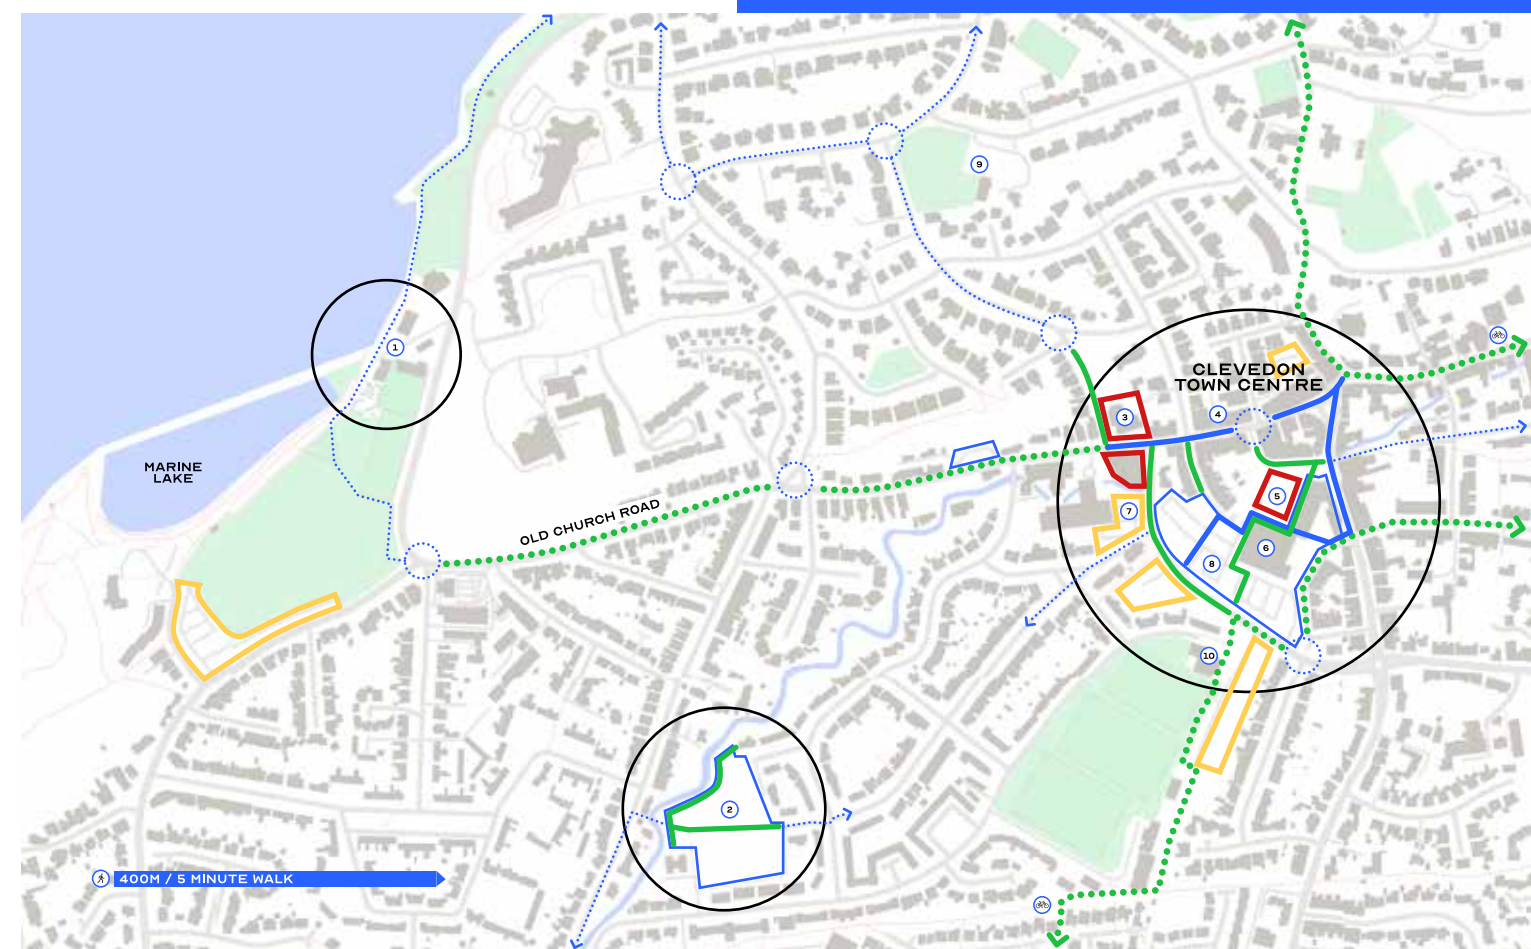 9
1
CLEVEDON
TOWN CENTRE
4
3
MARINE
LAKE
5
OLD CHURCH ROAD
7
6
8
10
2
400M / 5 MINUTE WALK